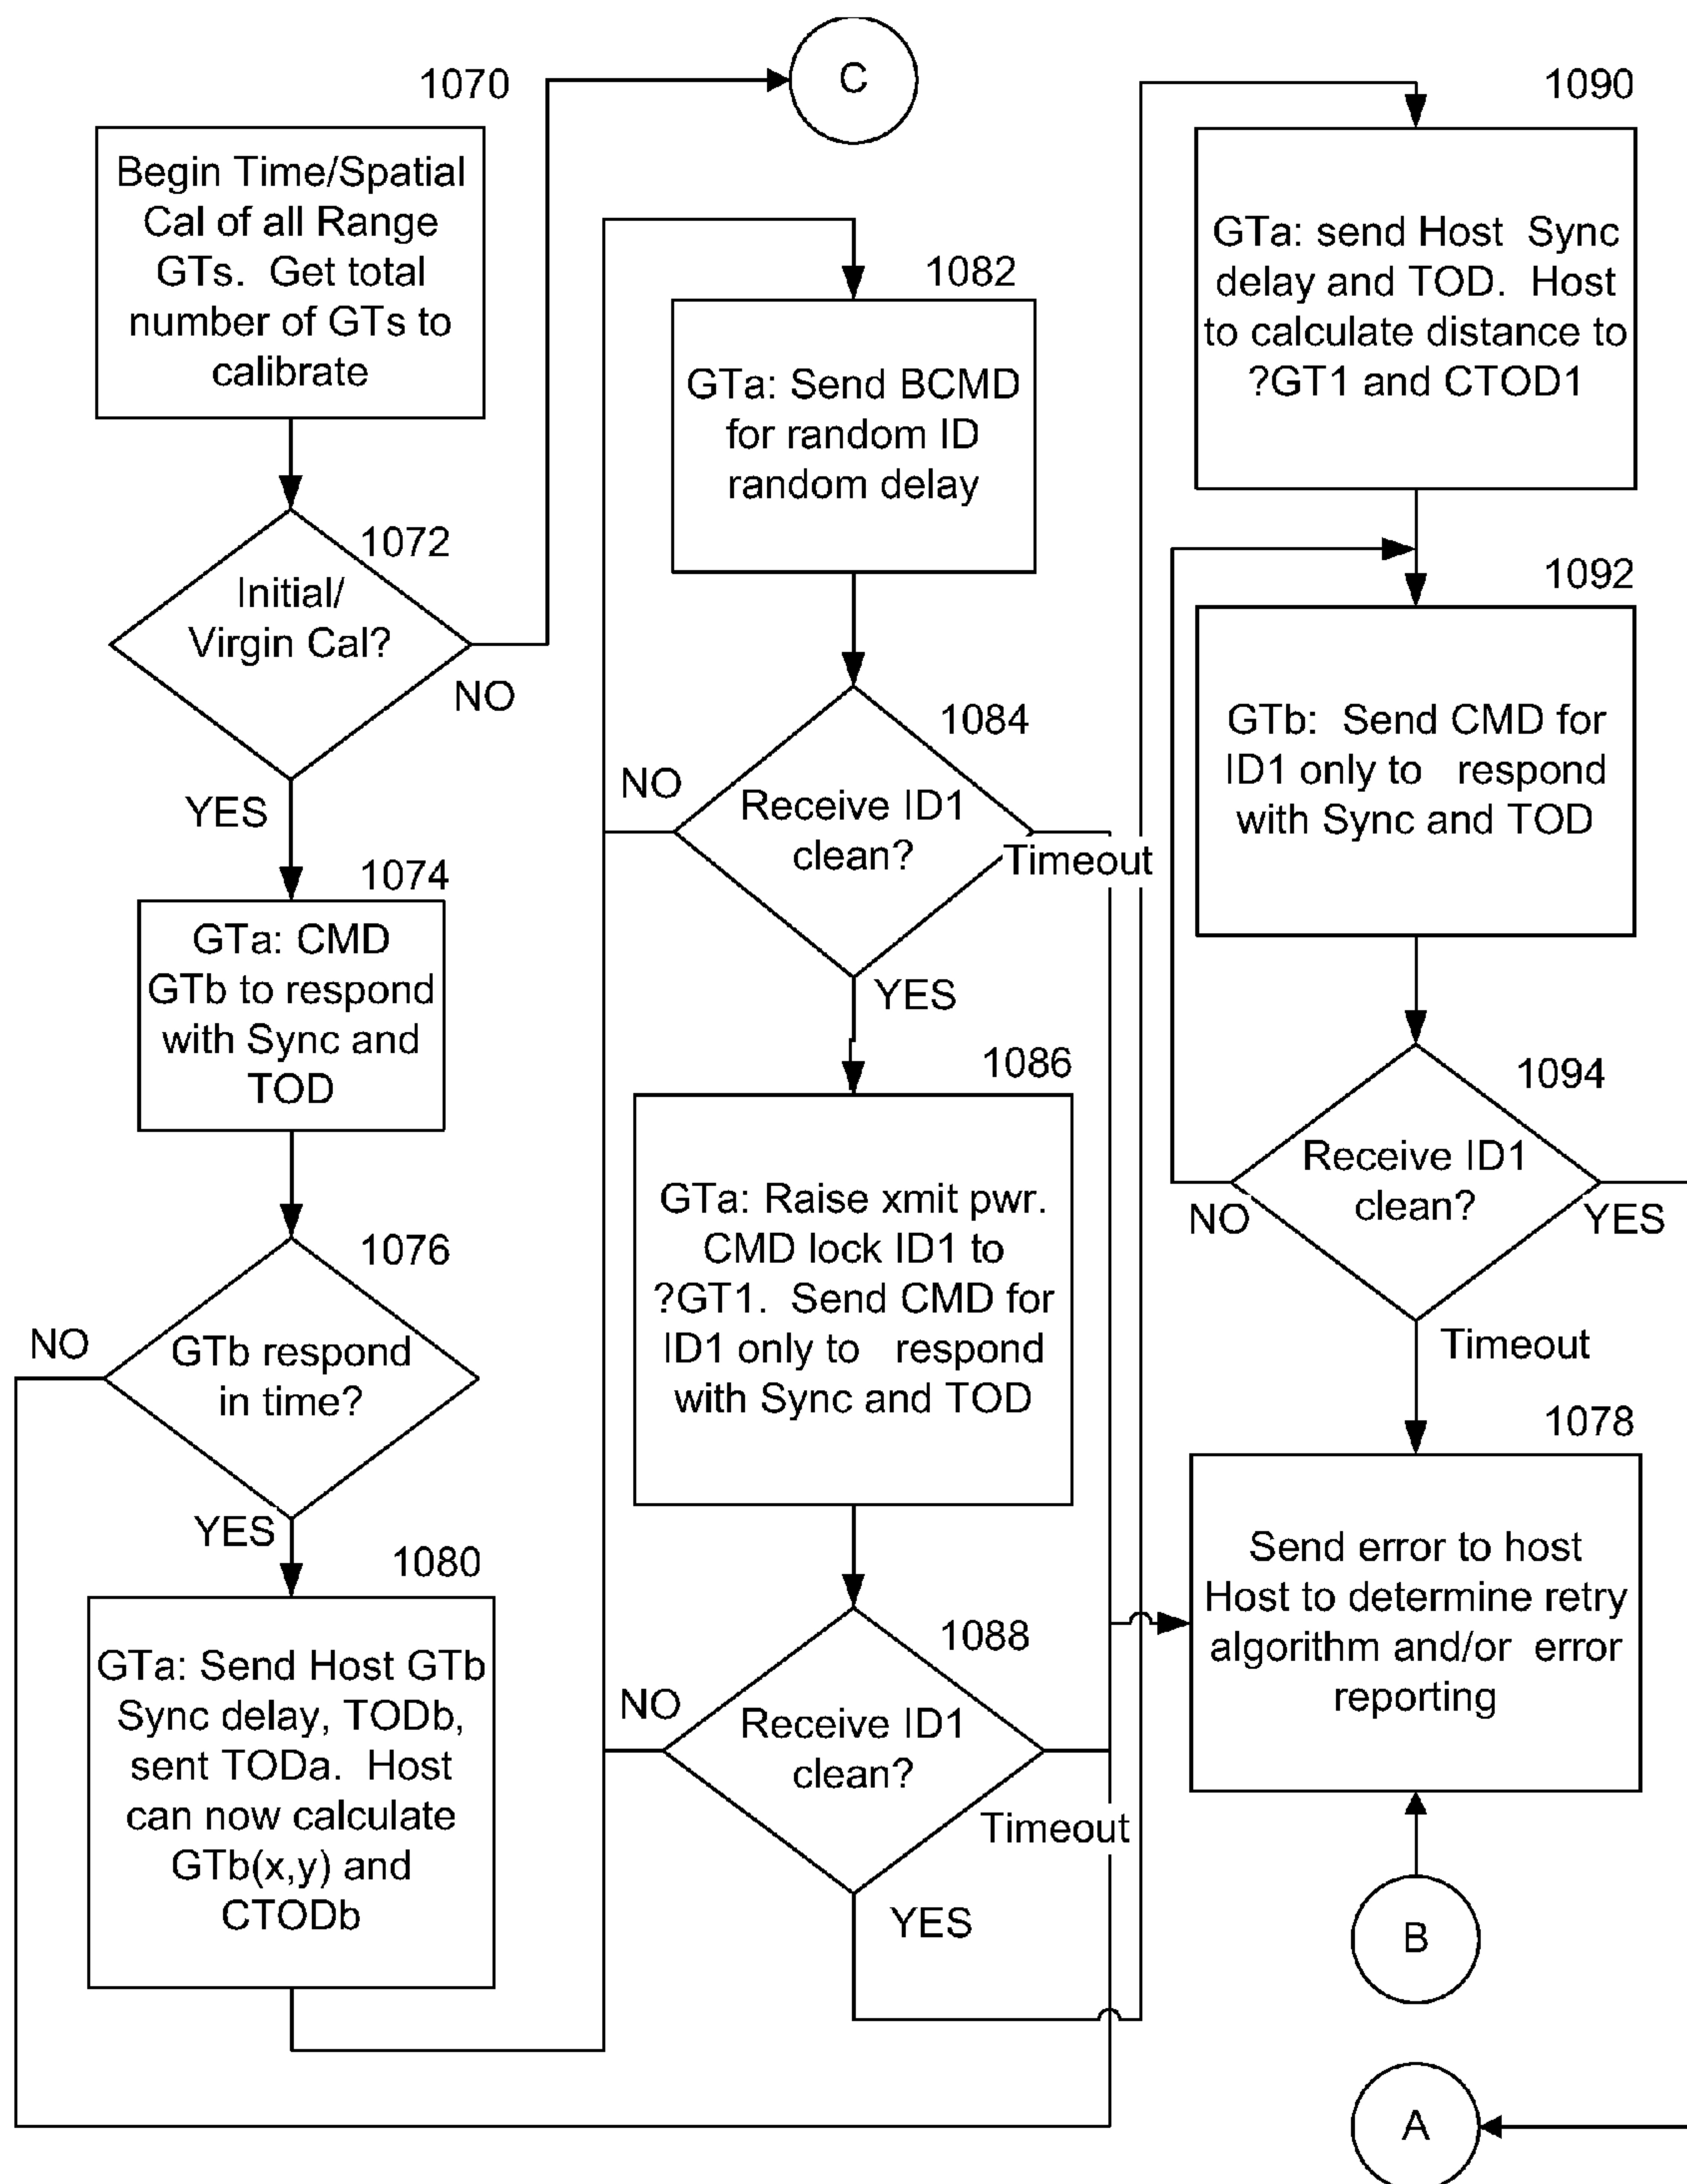 1070
Begin Time/Spatial
Cal of all Range
GTs. Get total
number of GTs to
calibrate
1072
Initial/
Virgin Cal?
NO
YES
1074
GTa: CMD
GTb to respond
with Sync and
TOD
1076
NO
GTb respond
in time?
YES
1080
GTa: Send Host GTb
Sync delay, TODb,
sent TODa. Host
can now calculate
GTb(x,y) and
CTODb
C
1082
GTa: Send BCMD
for random ID
random delay
1084
NO
Receive ID1
clean?
Timeout
YES
1086
GTa: Raise xmit pwr.
CMD lock ID1 to
?GT1. Send CMD for
ID1 only to respond
with Sync and TOD
1088
NO
Receive ID1
clean?
Timeout
YES
1090
GTa: send Host Sync
delay and TOD. Host
to calculate distance to
?GT1 and CTOD1
1092
GTb: Send CMD for
ID1 only to respond
with Sync and TOD
1094
Receive ID1
clean?
NO
YES
Timeout
1078
Send error to host
Host to determine retry
algorithm and/or error
reporting
B
A